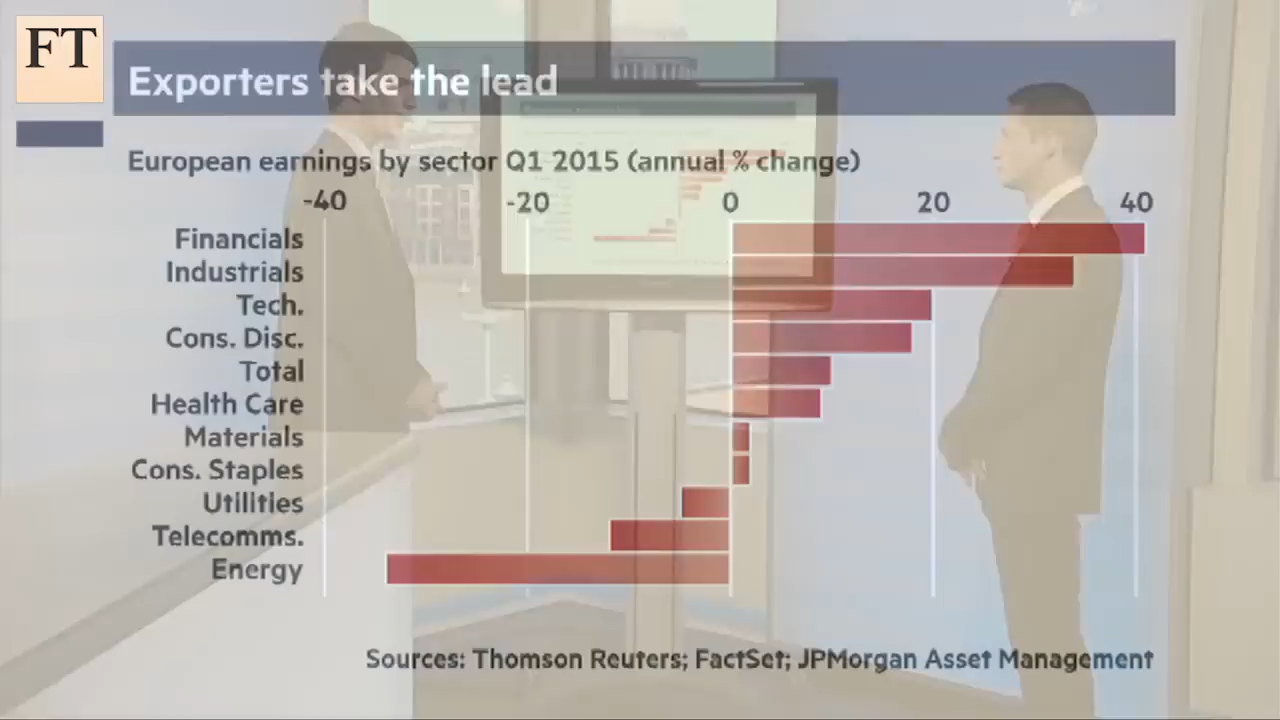 FT
Exporters take the lead
European earnings by sector Q1 2015 (annual % change)
-40 -20 0 20 40
Financials
Industrials
Tech.
Cons. Disc.
Total
Health Care
Materials
Cons. Staples
Utilities
Telecomms.
Energy
Sources: Thomson Reuters; FactSet; JPMorgan Asset Management